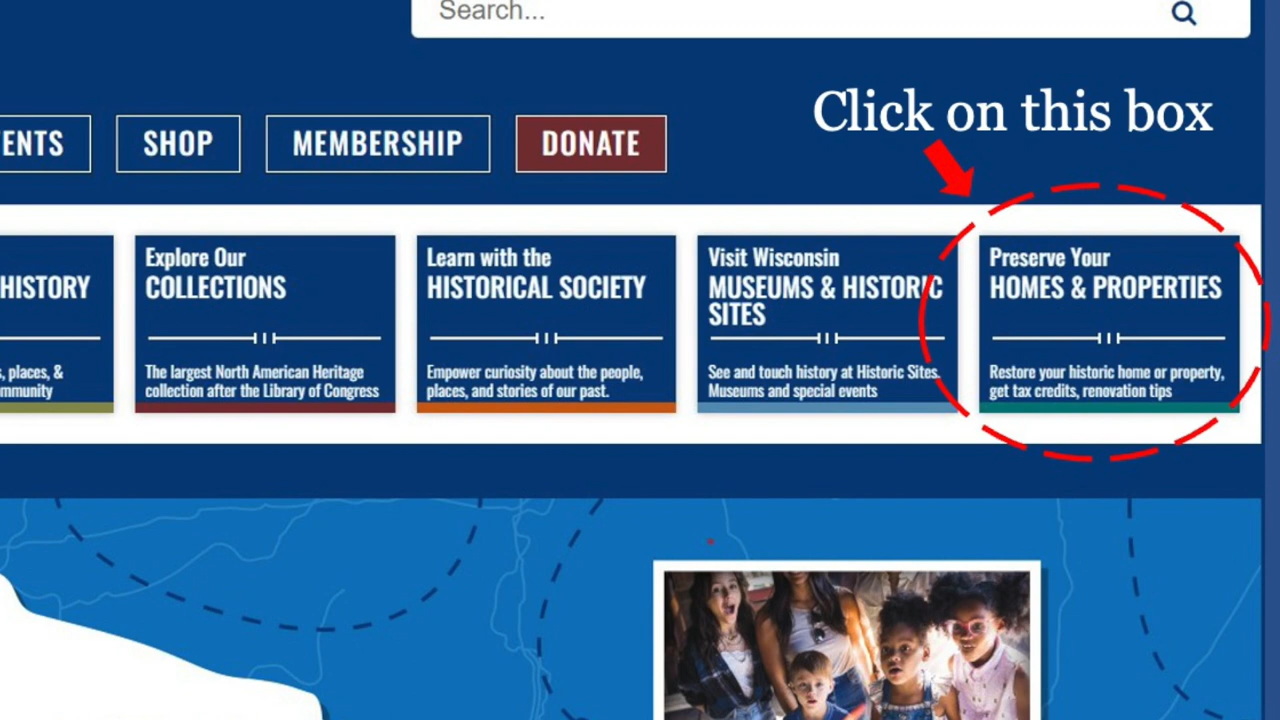 Search...
Click on this box
ENTS
SHOP
MEMBERSHIP
DONATE
HISTORY
, places, &
mmunity
Explore Our
COLLECTIONS
The largest North American Heritage
collection after the Library of Congress
Learn with the
HISTORICAL SOCIETY
Empower curiosity about the people,
places, and stories of our past.
Visit Wisconsin
MUSEUMS & HISTORIC
SITES
See and touch history at Historic Sites.
Museums and special events
Preserve Your
HOMES & PROPERTIES
Restore your historic home or property,
get tax credits, renovation tips